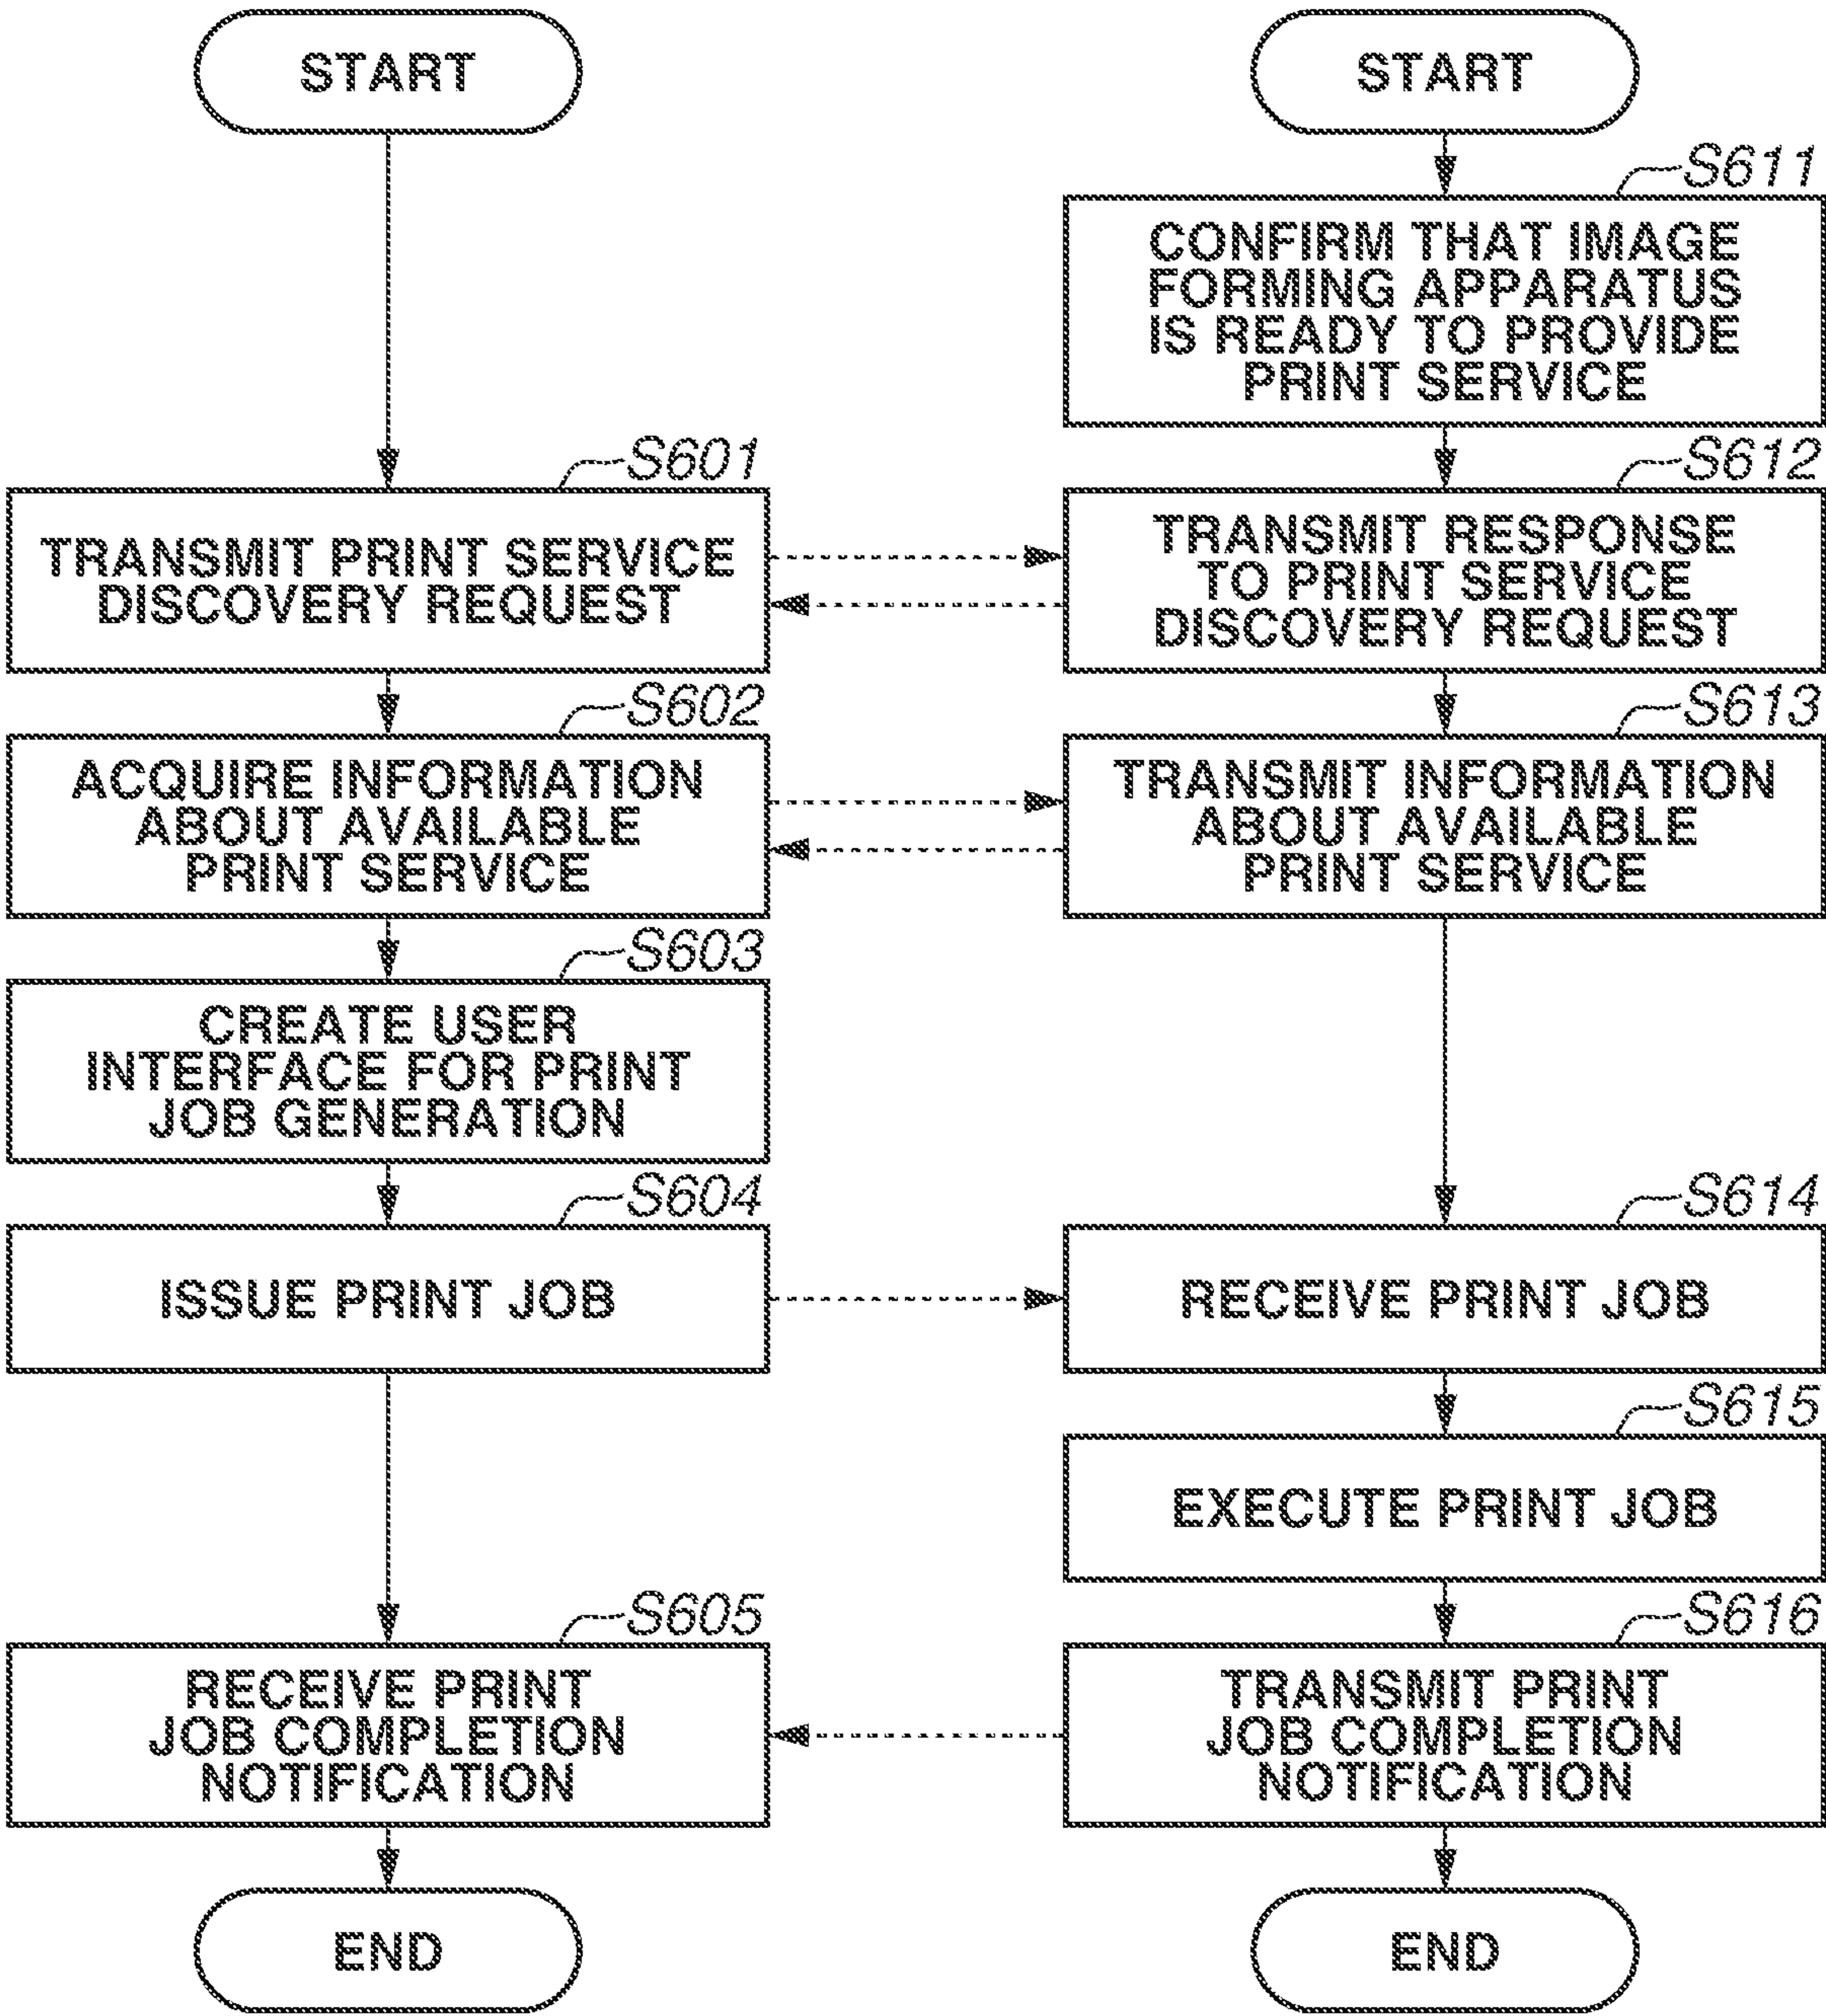 START
S601
TRANSMIT PRINT SERVICE
DISCOVERY REQUEST
S602
ACQUIRE INFORMATION
ABOUT AVAILABLE
PRINT SERVICE
S603
CREATE USER
INTERFACE FOR PRINT
JOB GENERATION
S604
ISSUE PRINT JOB
S605
RECEIVE PRINT
JOB COMPLETION
NOTIFICATION
END
START
S611
CONFIRM THAT IMAGE
FORMING APPARATUS
IS READY TO PROVIDE
PRINT SERVICE
S612
TRANSMIT RESPONSE
TO PRINT SERVICE
DISCOVERY REQUEST
S613
TRANSMIT INFORMATION
ABOUT AVAILABLE
PRINT SERVICE
S614
RECEIVE PRINT JOB
S615
EXECUTE PRINT JOB
S616
TRANSMIT PRINT
JOB COMPLETION
NOTIFICATION
END